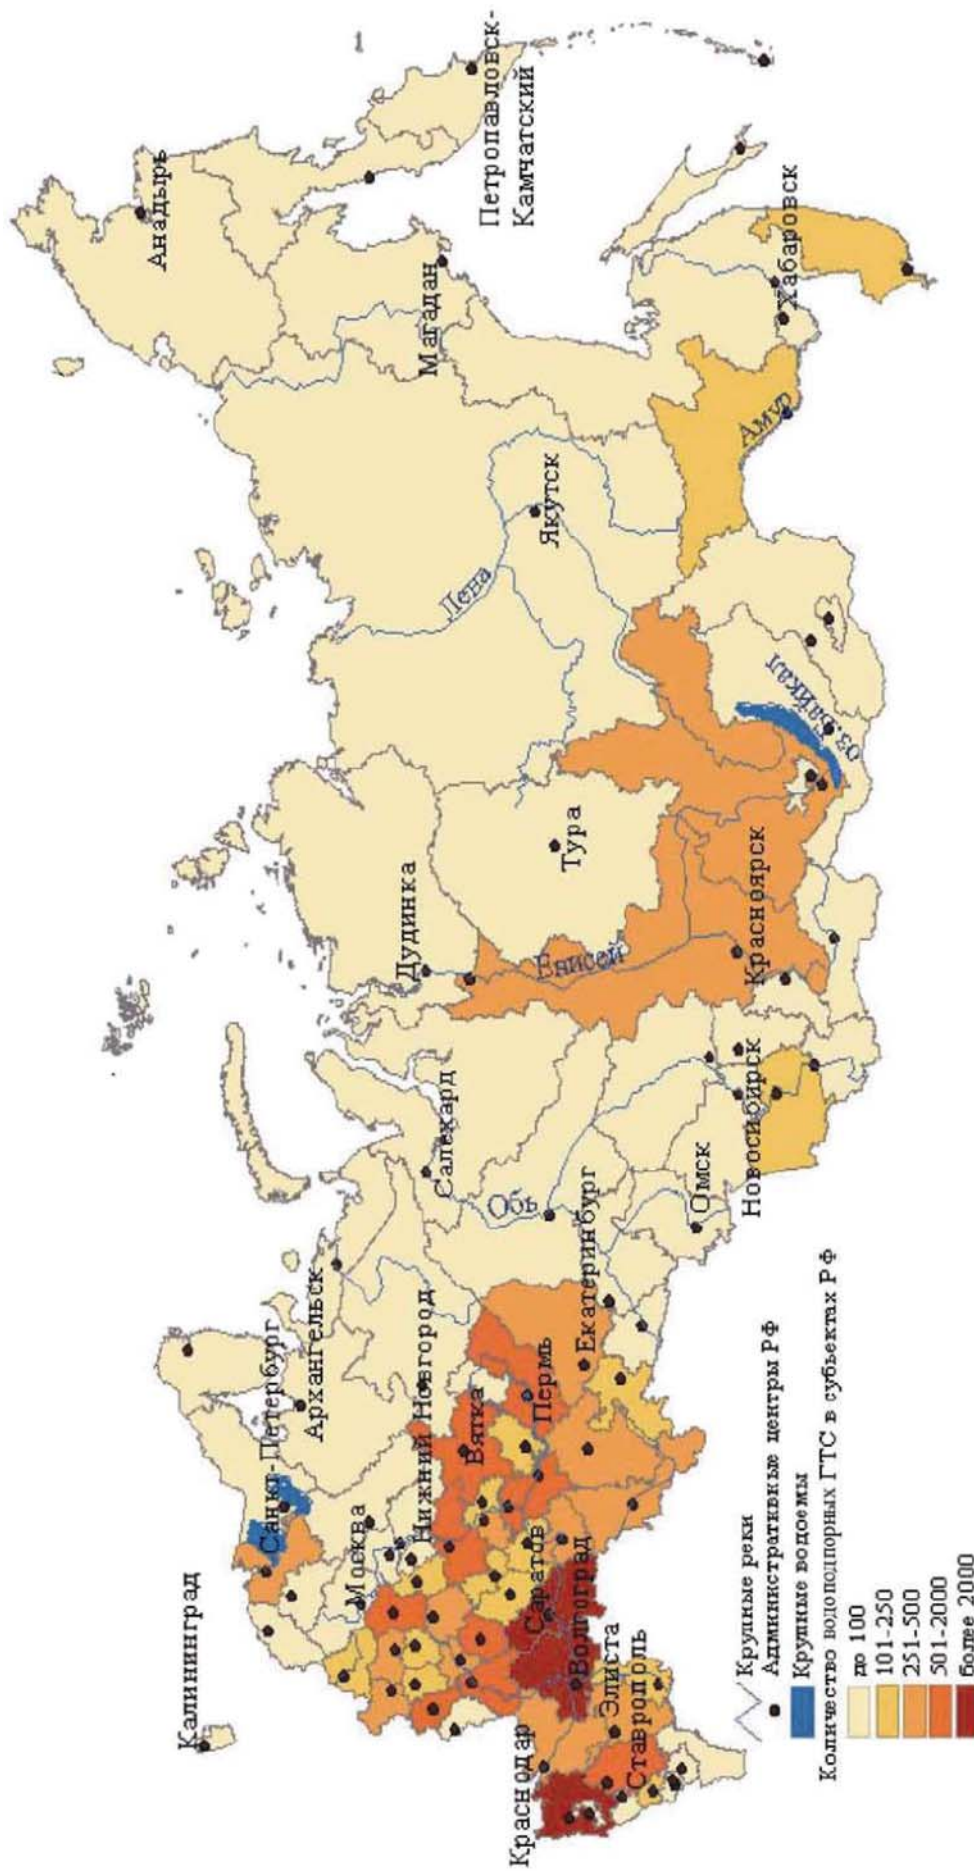 Калининград
Санкт-Петербург
Архангельск
Москва
Нижний Новгород
Вятка
Пермь
Екатеринбург
Саратов
Волгоград
Элиста
Ставрополь
Краснодар
Салехард
Обь
Омск
Новосибирск
Дудинка
Енисей
Тура
Красноярск
оз.Байкал
Лена
Якутск
Амур
Магадан
Хабаровск
Анадырь
Петропавловск-
Камчатский
Крупные реки
Административные центры РФ
Крупные водоемы
Количество водоподпорных ГТС в субъектах РФ
до 100
101-250
251-500
501-2000
более 2000